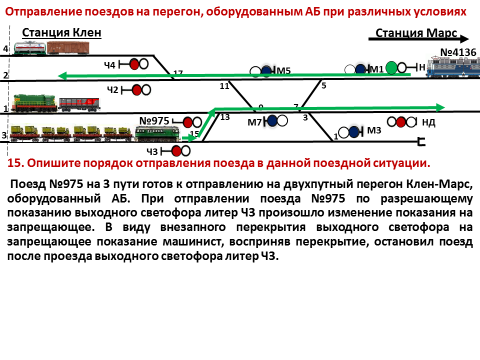 Отправление поездов на перегон, оборудованным АБ при различных условиях
Станция Клен
Станция Марс
4
Ч4
17
М5
М1
Н
№4136
2
Ч2
11
5
1
№975
13
9
7
М7
М3
НД
3
15
1
Ч3
15. Опишите порядок отправления поезда в данной поездной ситуации.
Поезд №975 на 3 пути готов к отправлению на двухпутный перегон Клен-Марс,
оборудованный АБ. При отправлении поезда №975 по разрешающему
показанию выходного светофора литер Ч3 произошло изменение показания на
запрещающее. В виду внезапного перекрытия выходного светофора на
запрещающее показание машинист, восприняв перекрытие, остановил поезд
после проезда выходного светофора литер Ч3.